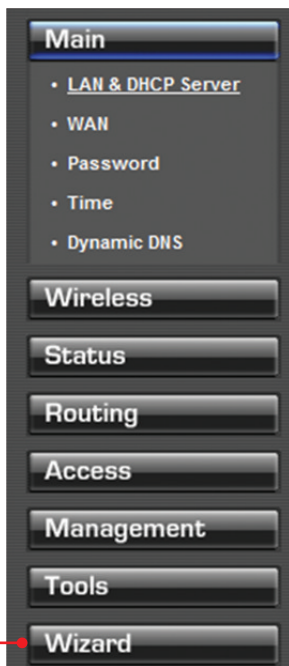 Main
• LAN & DHCP Server
• WAN
• Password
• Time
• Dynamic DNS
Wireless
Status
Routing
Access
Management
Tools
Wizard